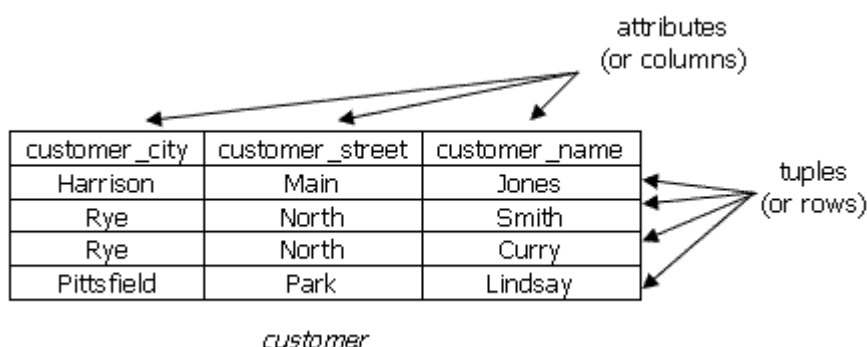 attributes
(or columns)
customer_city customer_street customer_name
Harrison Main Jones
Rye North Smith
Rye North Curry
Pittsfield Park Lindsay
tuples
(or rows)
customer